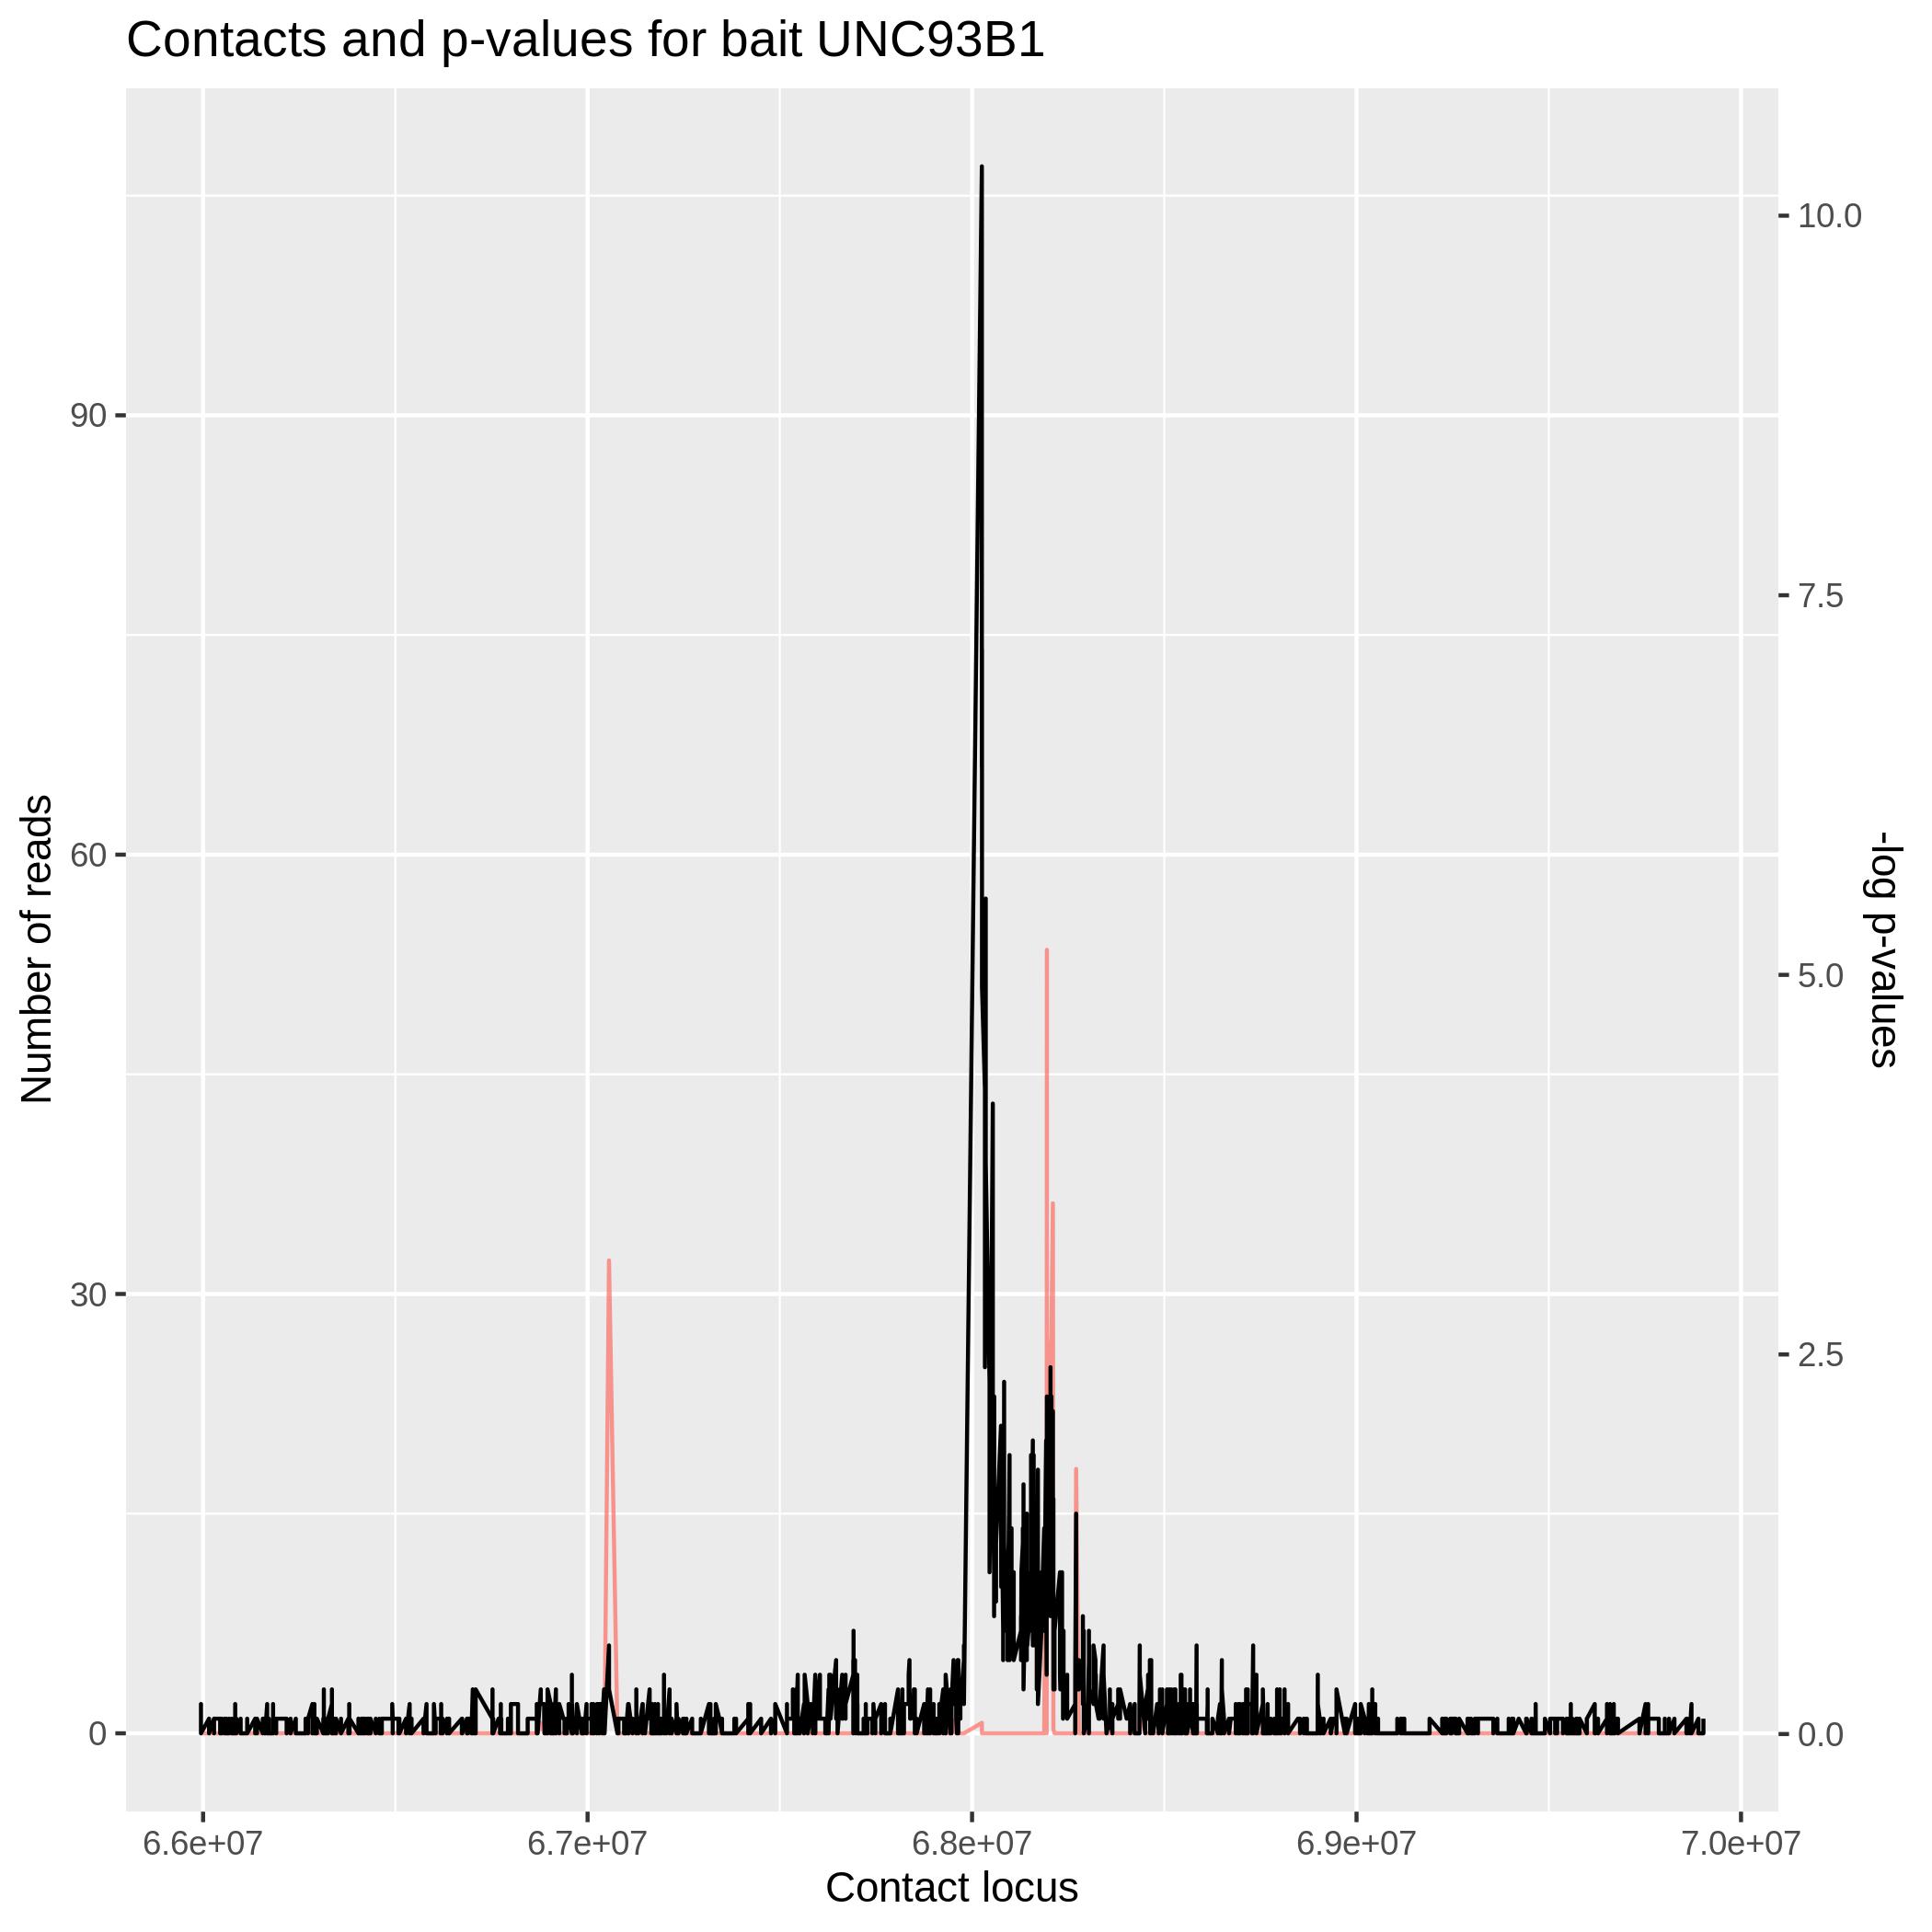 Contacts and p-values for bait UNC93B1
Number of reads
90
60
30
0
10.0
7.5
5.0
2.5
0.0
-log p-values
6.6e+07
6.7e+07
6.8e+07
6.9e+07
7.0e+07
Contact locus